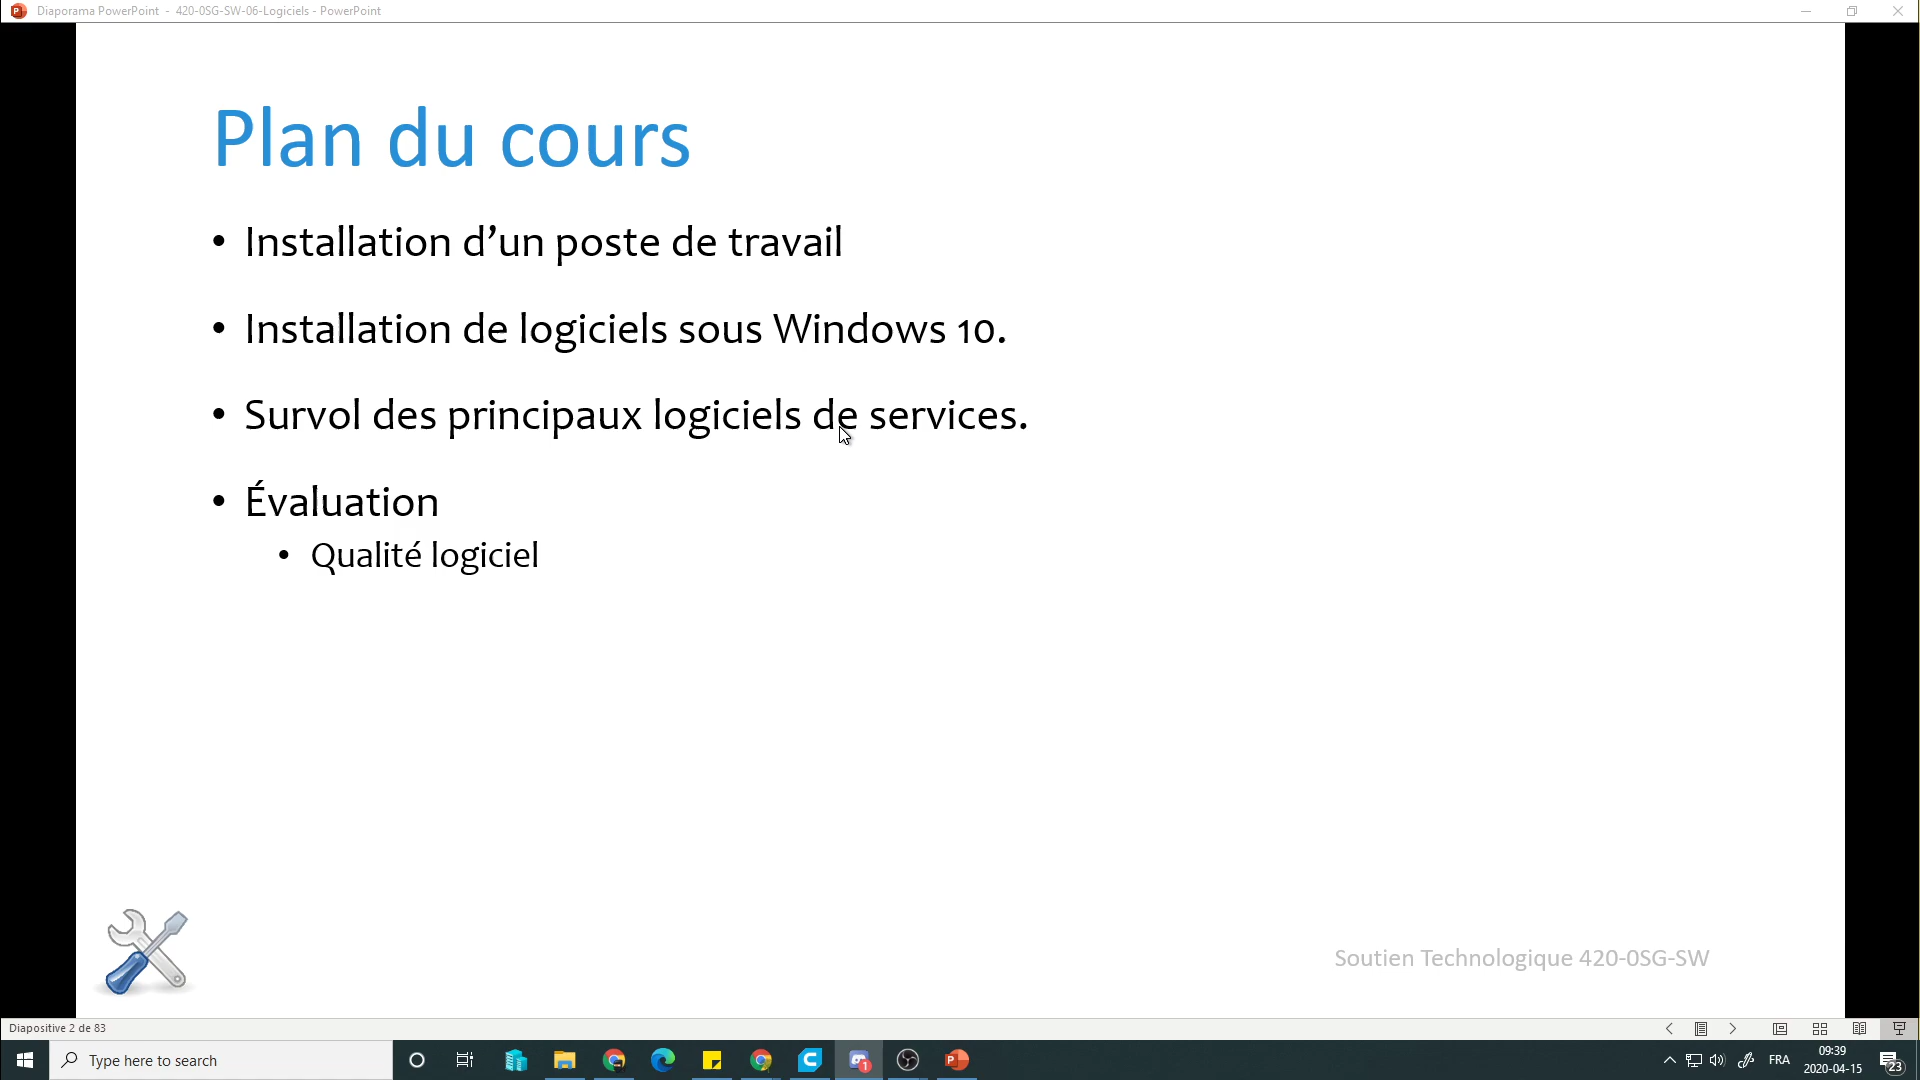 Diaporama PowerPoint - 420-0SG-SW-06-Logiciels - PowerPoint
Plan du cours
• Installation d’un poste de travail
• Installation de logiciels sous Windows 10.
• Survol des principaux logiciels de services.
• Évaluation
• Qualité logiciel
Soutien Technologique 420-0SG-SW
Diapositive 2 de 83
Type here to search
1
FRA
09:39
2020-04-15
23